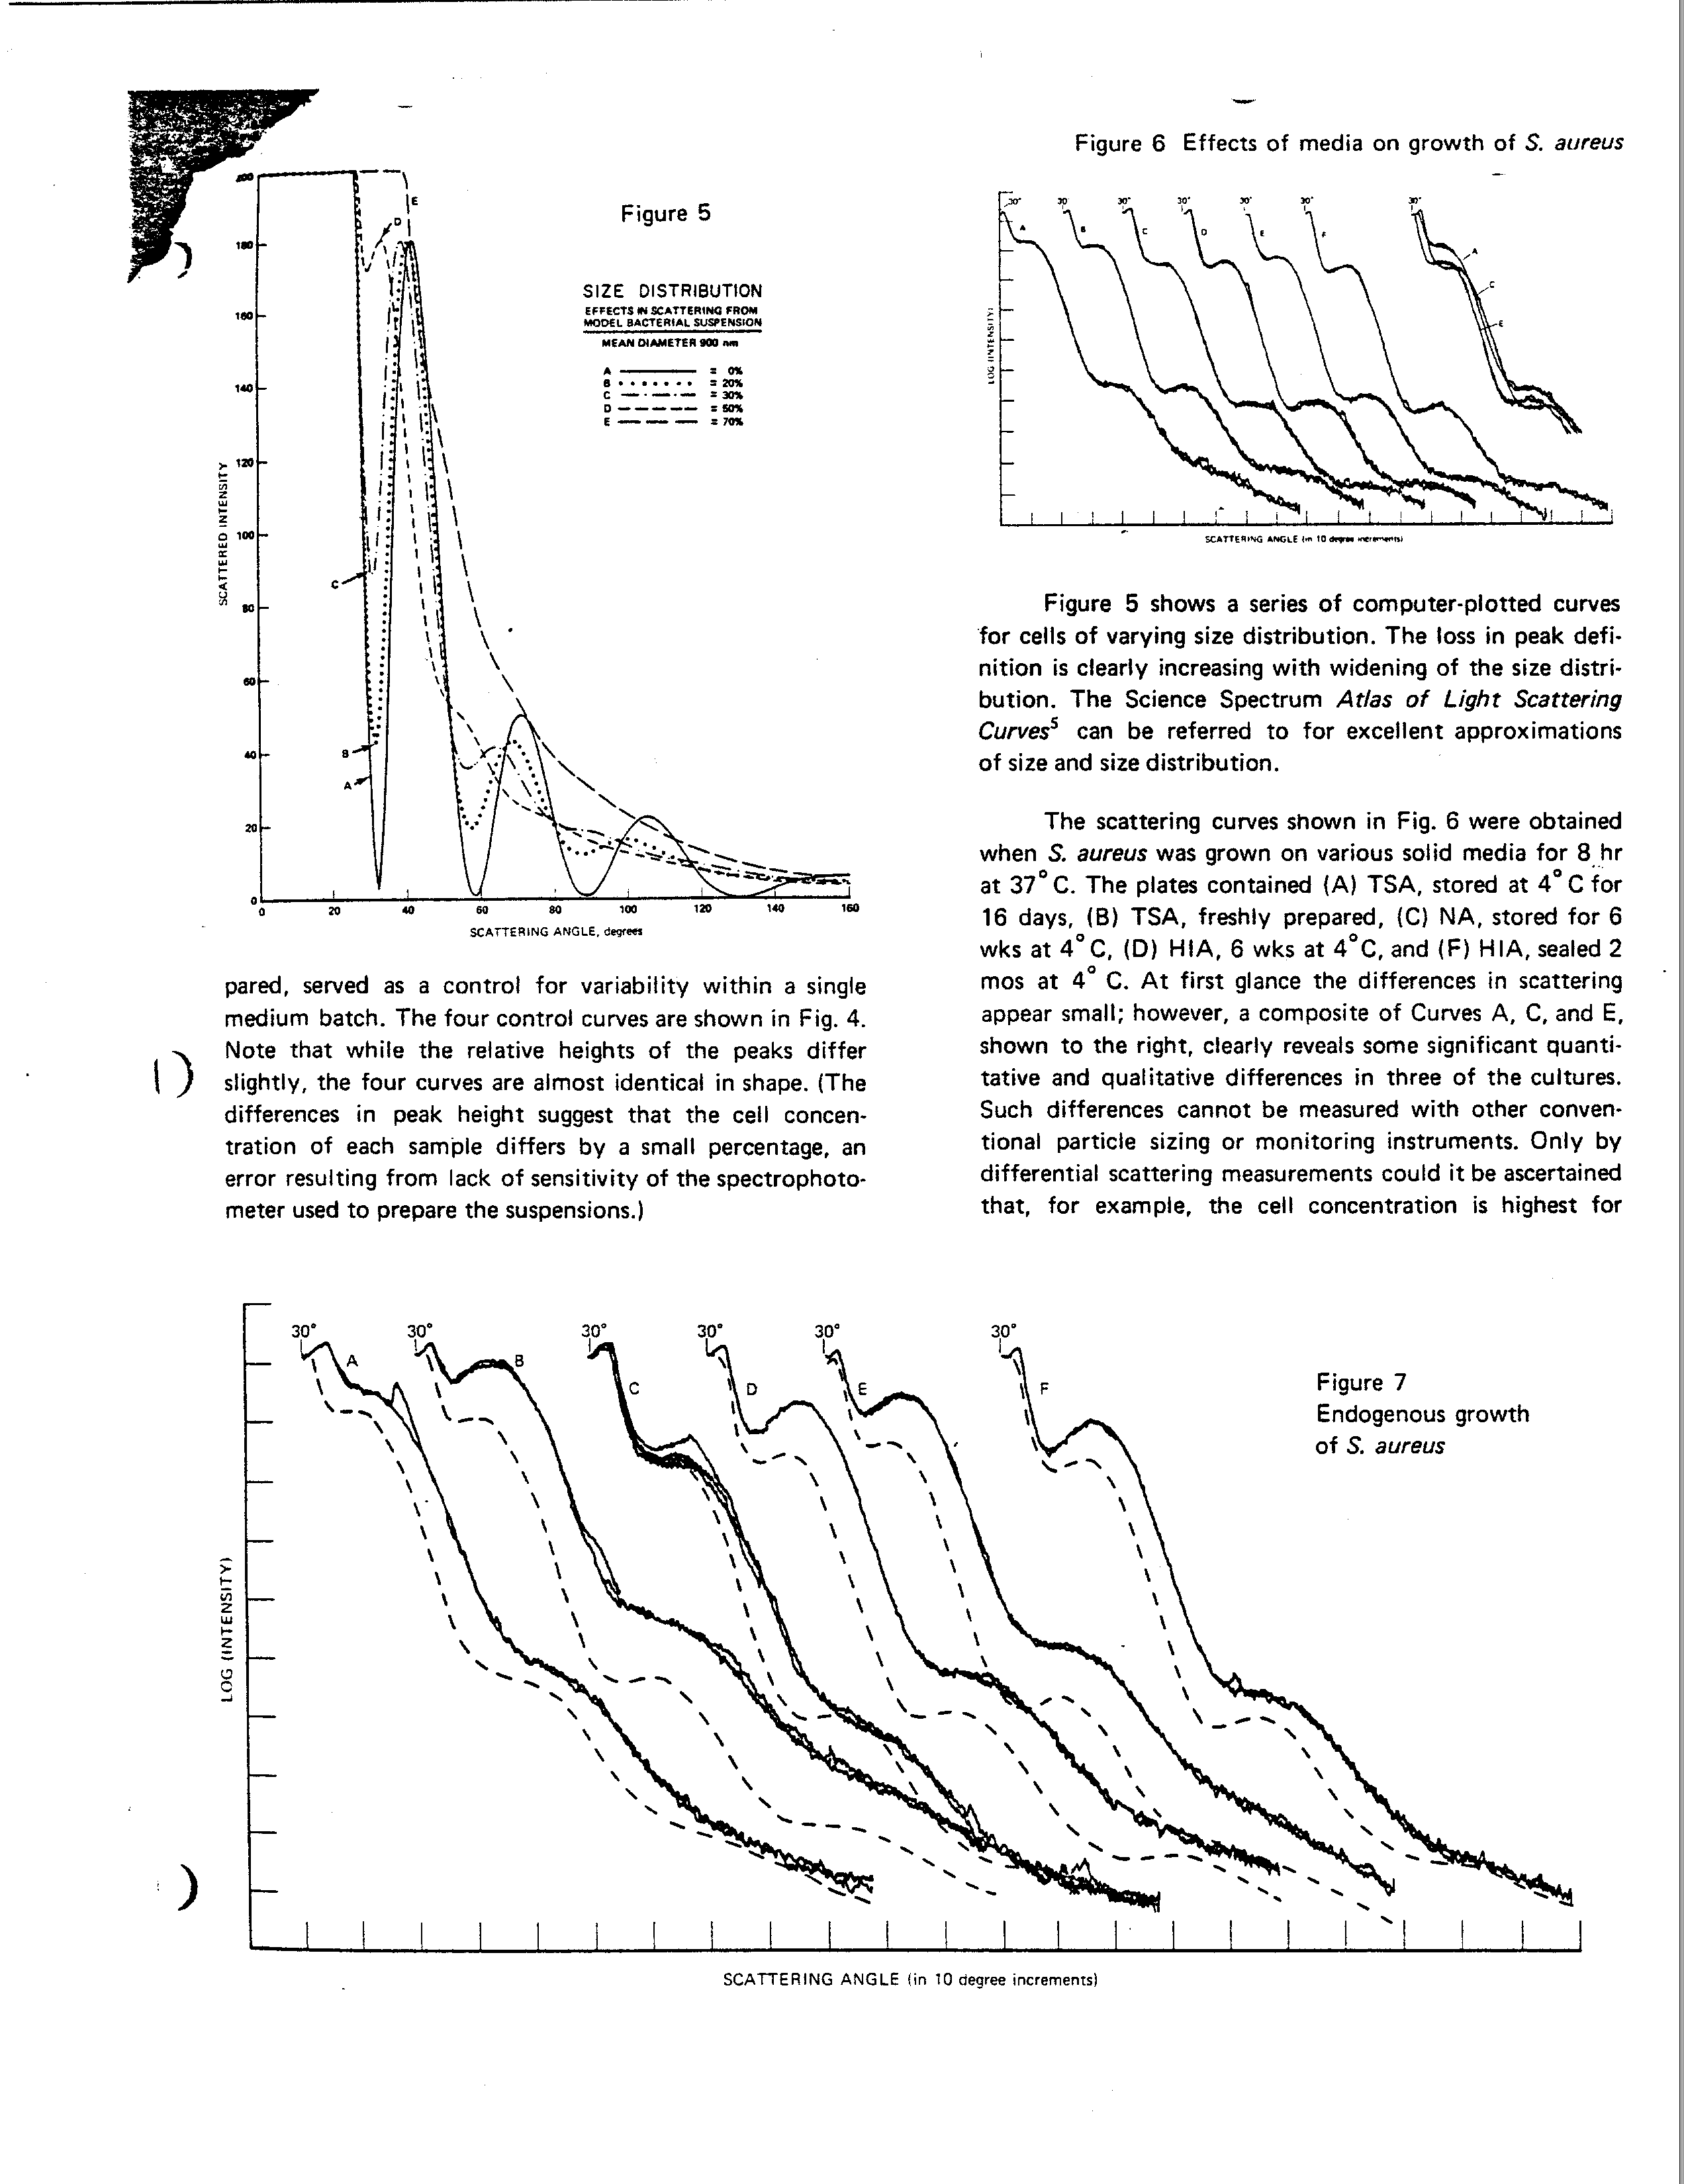 Figure 5
SIZE DISTRIBUTION
EFFECTS IN SCATTERING FROM
MODEL BACTERIAL SUSPENSION
MEAN DIAMETER 900 nm
A = 0%
B = 20%
C = 30%
D = 50%
E = 70%
E
D
C
B
A
200
180
160
140
120
100
80
60
40
20
0
SCATTERED INTENSITY
0 20 40 60 80 100 120 140 160
SCATTERING ANGLE, degrees
pared, served as a control for variability within a single
medium batch. The four control curves are shown in Fig. 4.
Note that while the relative heights of the peaks differ
slightly, the four curves are almost identical in shape. (The
differences in peak height suggest that the cell concen-
tration of each sample differs by a small percentage, an
error resulting from lack of sensitivity of the spectrophoto-
meter used to prepare the suspensions.)
Figure 6 Effects of media on growth of S. aureus
30° 30 30° 30° 30° 30° 30°
A B C D E F
A
C
E
LOG (INTENSITY)
SCATTERING ANGLE (in 10 degree increments)
Figure 5 shows a series of computer-plotted curves
for cells of varying size distribution. The loss in peak defi-
nition is clearly increasing with widening of the size distri-
bution. The Science Spectrum Atlas of Light Scattering
Curves⁵ can be referred to for excellent approximations
of size and size distribution.
The scattering curves shown in Fig. 6 were obtained
when S. aureus was grown on various solid media for 8 hr
at 37° C. The plates contained (A) TSA, stored at 4° C for
16 days, (B) TSA, freshly prepared, (C) NA, stored for 6
wks at 4°C, (D) HIA, 6 wks at 4°C, and (F) HIA, sealed 2
mos at 4° C. At first glance the differences in scattering
appear small; however, a composite of Curves A, C, and E,
shown to the right, clearly reveals some significant quanti-
tative and qualitative differences in three of the cultures.
Such differences cannot be measured with other conven-
tional particle sizing or monitoring instruments. Only by
differential scattering measurements could it be ascertained
that, for example, the cell concentration is highest for
30° 30° 30° 30° 30° 30°
A B C D E F
Figure 7
Endogenous growth
of S. aureus
LOG (INTENSITY)
SCATTERING ANGLE (in 10 degree increments)